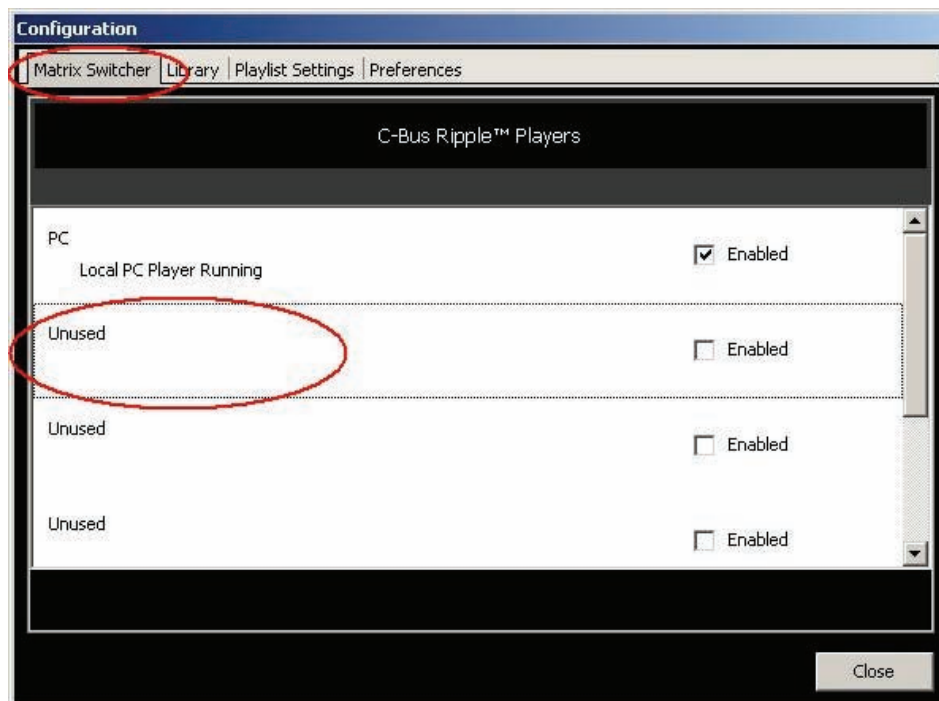 Configuration
Matrix Switcher Library Playlist Settings Preferences
C-Bus Ripple™ Players
PC
Enabled
Local PC Player Running
Unused
Enabled
Unused
Enabled
Unused
Enabled
Close